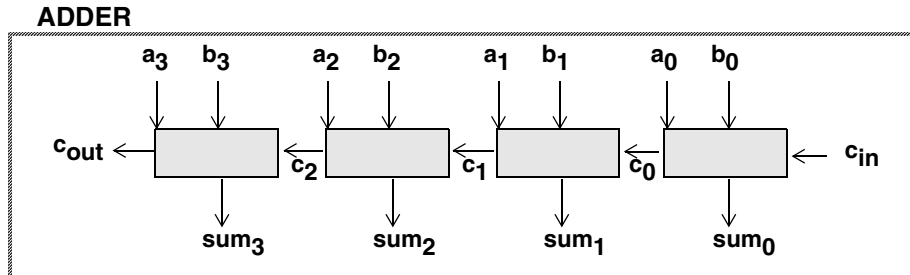 ADDER
a3 b3 a2 b2 a1 b1 a0 b0
cout c2 c1 c0 cin
sum3 sum2 sum1 sum0